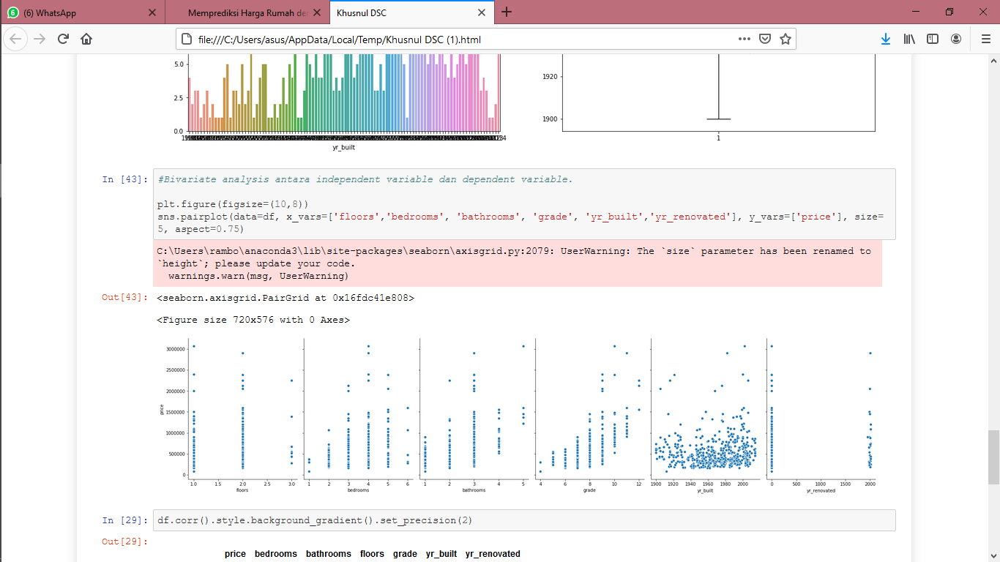 (6) WhatsApp
Memprediksi Harga Rumah de
Khusnul DSC
file:///C:/Users/asus/AppData/Local/Temp/Khusnul DSC (1).html
5.0
2.5
0.0
yr_built
1920
1900
1
In [43]:
#Bivariate analysis antara independent variable dan dependent variable.
plt.figure(figsize=(10,8))
sns.pairplot(data=df, x_vars=['floors','bedrooms', 'bathrooms', 'grade', 'yr_built','yr_renovated'], y_vars=['price'], size=
5, aspect=0.75)
C:\Users\rambo\anaconda3\lib\site-packages\seaborn\axisgrid.py:2079: UserWarning: The `size` parameter has been renamed to
`height`; please update your code.
warnings.warn(msg, UserWarning)
Out[43]:
<seaborn.axisgrid.PairGrid at 0x16fdc41e808>
<Figure size 720x576 with 0 Axes>
3000000
2500000
2000000
1500000
1000000
500000
0
price
1.0 1.5 2.0 2.5 3.0
floors
1 2 3 4 5 6
bedrooms
1 2 3 4 5
bathrooms
4 6 8 10 12
grade
1900 1920 1940 1960 1980 2000
yr_built
0 500 1000 1500 2000
yr_renovated
In [29]:
df.corr().style.background_gradient().set_precision(2)
Out[29]:
price bedrooms bathrooms floors grade yr_built yr_renovated